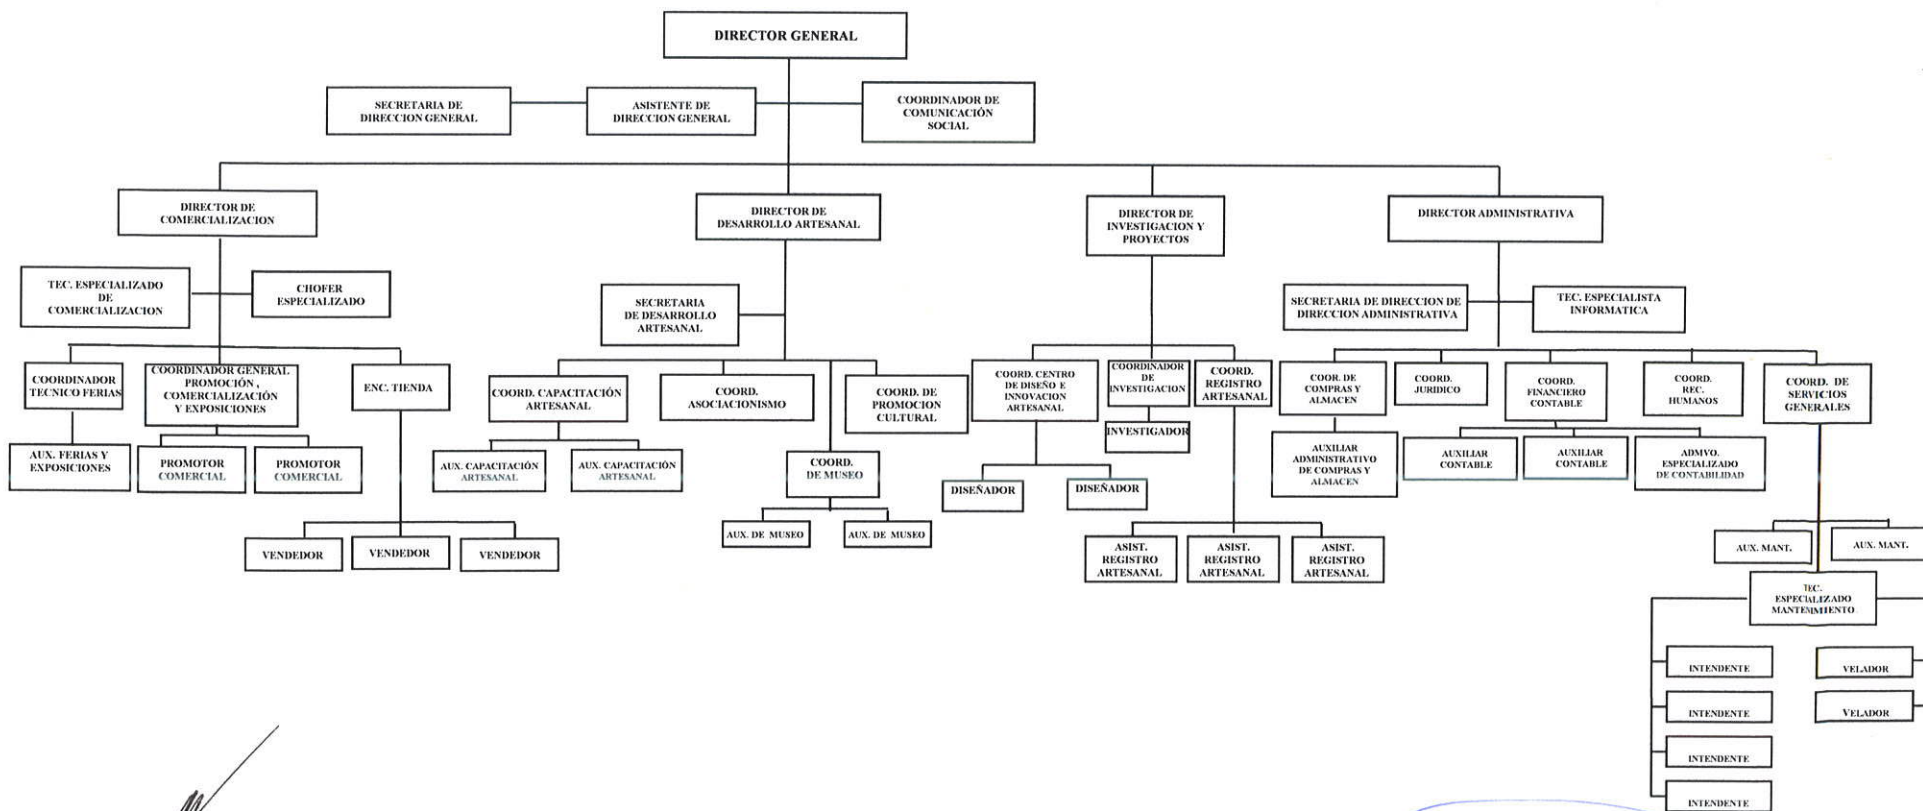 DIRECTOR GENERAL
SECRETARIA DE
DIRECCION GENERAL
ASISTENTE DE
DIRECCION GENERAL
COORDINADOR DE
COMUNICACIÓN
SOCIAL
DIRECTOR DE
COMERCIALIZACION
DIRECTOR DE
DESARROLLO ARTESANAL
DIRECTOR DE
INVESTIGACION Y
PROYECTOS
DIRECTOR ADMINISTRATIVA
TEC. ESPECIALIZADO
DE
COMERCIALIZACION
CHOFER
ESPECIALIZADO
SECRETARIA
DE DESARROLLO
ARTESANAL
SECRETARIA DE DIRECCION DE
DIRECCION ADMINISTRATIVA
TEC. ESPECIALISTA
INFORMATICA
COORDINADOR
TECNICO FERIAS
COORDINADOR GENERAL
PROMOCIÓN ,
COMERCIALIZACIÓN
Y EXPOSICIONES
ENC. TIENDA
COORD. CAPACITACIÓN
ARTESANAL
COORD.
ASOCIACIONISMO
COORD. DE
PROMOCION
CULTURAL
COORD. CENTRO
DE DISEÑO E
INNOVACION
ARTESANAL
COORDINADOR
DE
INVESTIGACION
COORD.
REGISTRO
ARTESANAL
COOR. DE
COMPRAS Y
ALMACEN
COORD.
JURIDICO
COORD.
FINANCIERO
CONTABLE
COORD.
REC.
HUMANOS
COORD. DE
SERVICIOS
GENERALES
AUX. FERIAS Y
EXPOSICIONES
PROMOTOR
COMERCIAL
PROMOTOR
COMERCIAL
AUX. CAPACITACIÓN
ARTESANAL
AUX. CAPACITACIÓN
ARTESANAL
COORD.
DE MUSEO
INVESTIGADOR
DISEÑADOR
DISEÑADOR
AUXILIAR
ADMINISTRATIVO
DE COMPRAS Y
ALMACEN
AUXILIAR
CONTABLE
AUXILIAR
CONTABLE
ADMVO.
ESPECIALIZADO
DE CONTABILIDAD
VENDEDOR
VENDEDOR
VENDEDOR
AUX. DE MUSEO
AUX. DE MUSEO
ASIST.
REGISTRO
ARTESANAL
ASIST.
REGISTRO
ARTESANAL
ASIST.
REGISTRO
ARTESANAL
AUX. MANT.
AUX. MANT.
TEC.
ESPECIALIZADO
MANTENIMIENTO
INTENDENTE
VELADOR
INTENDENTE
VELADOR
INTENDENTE
INTENDENTE